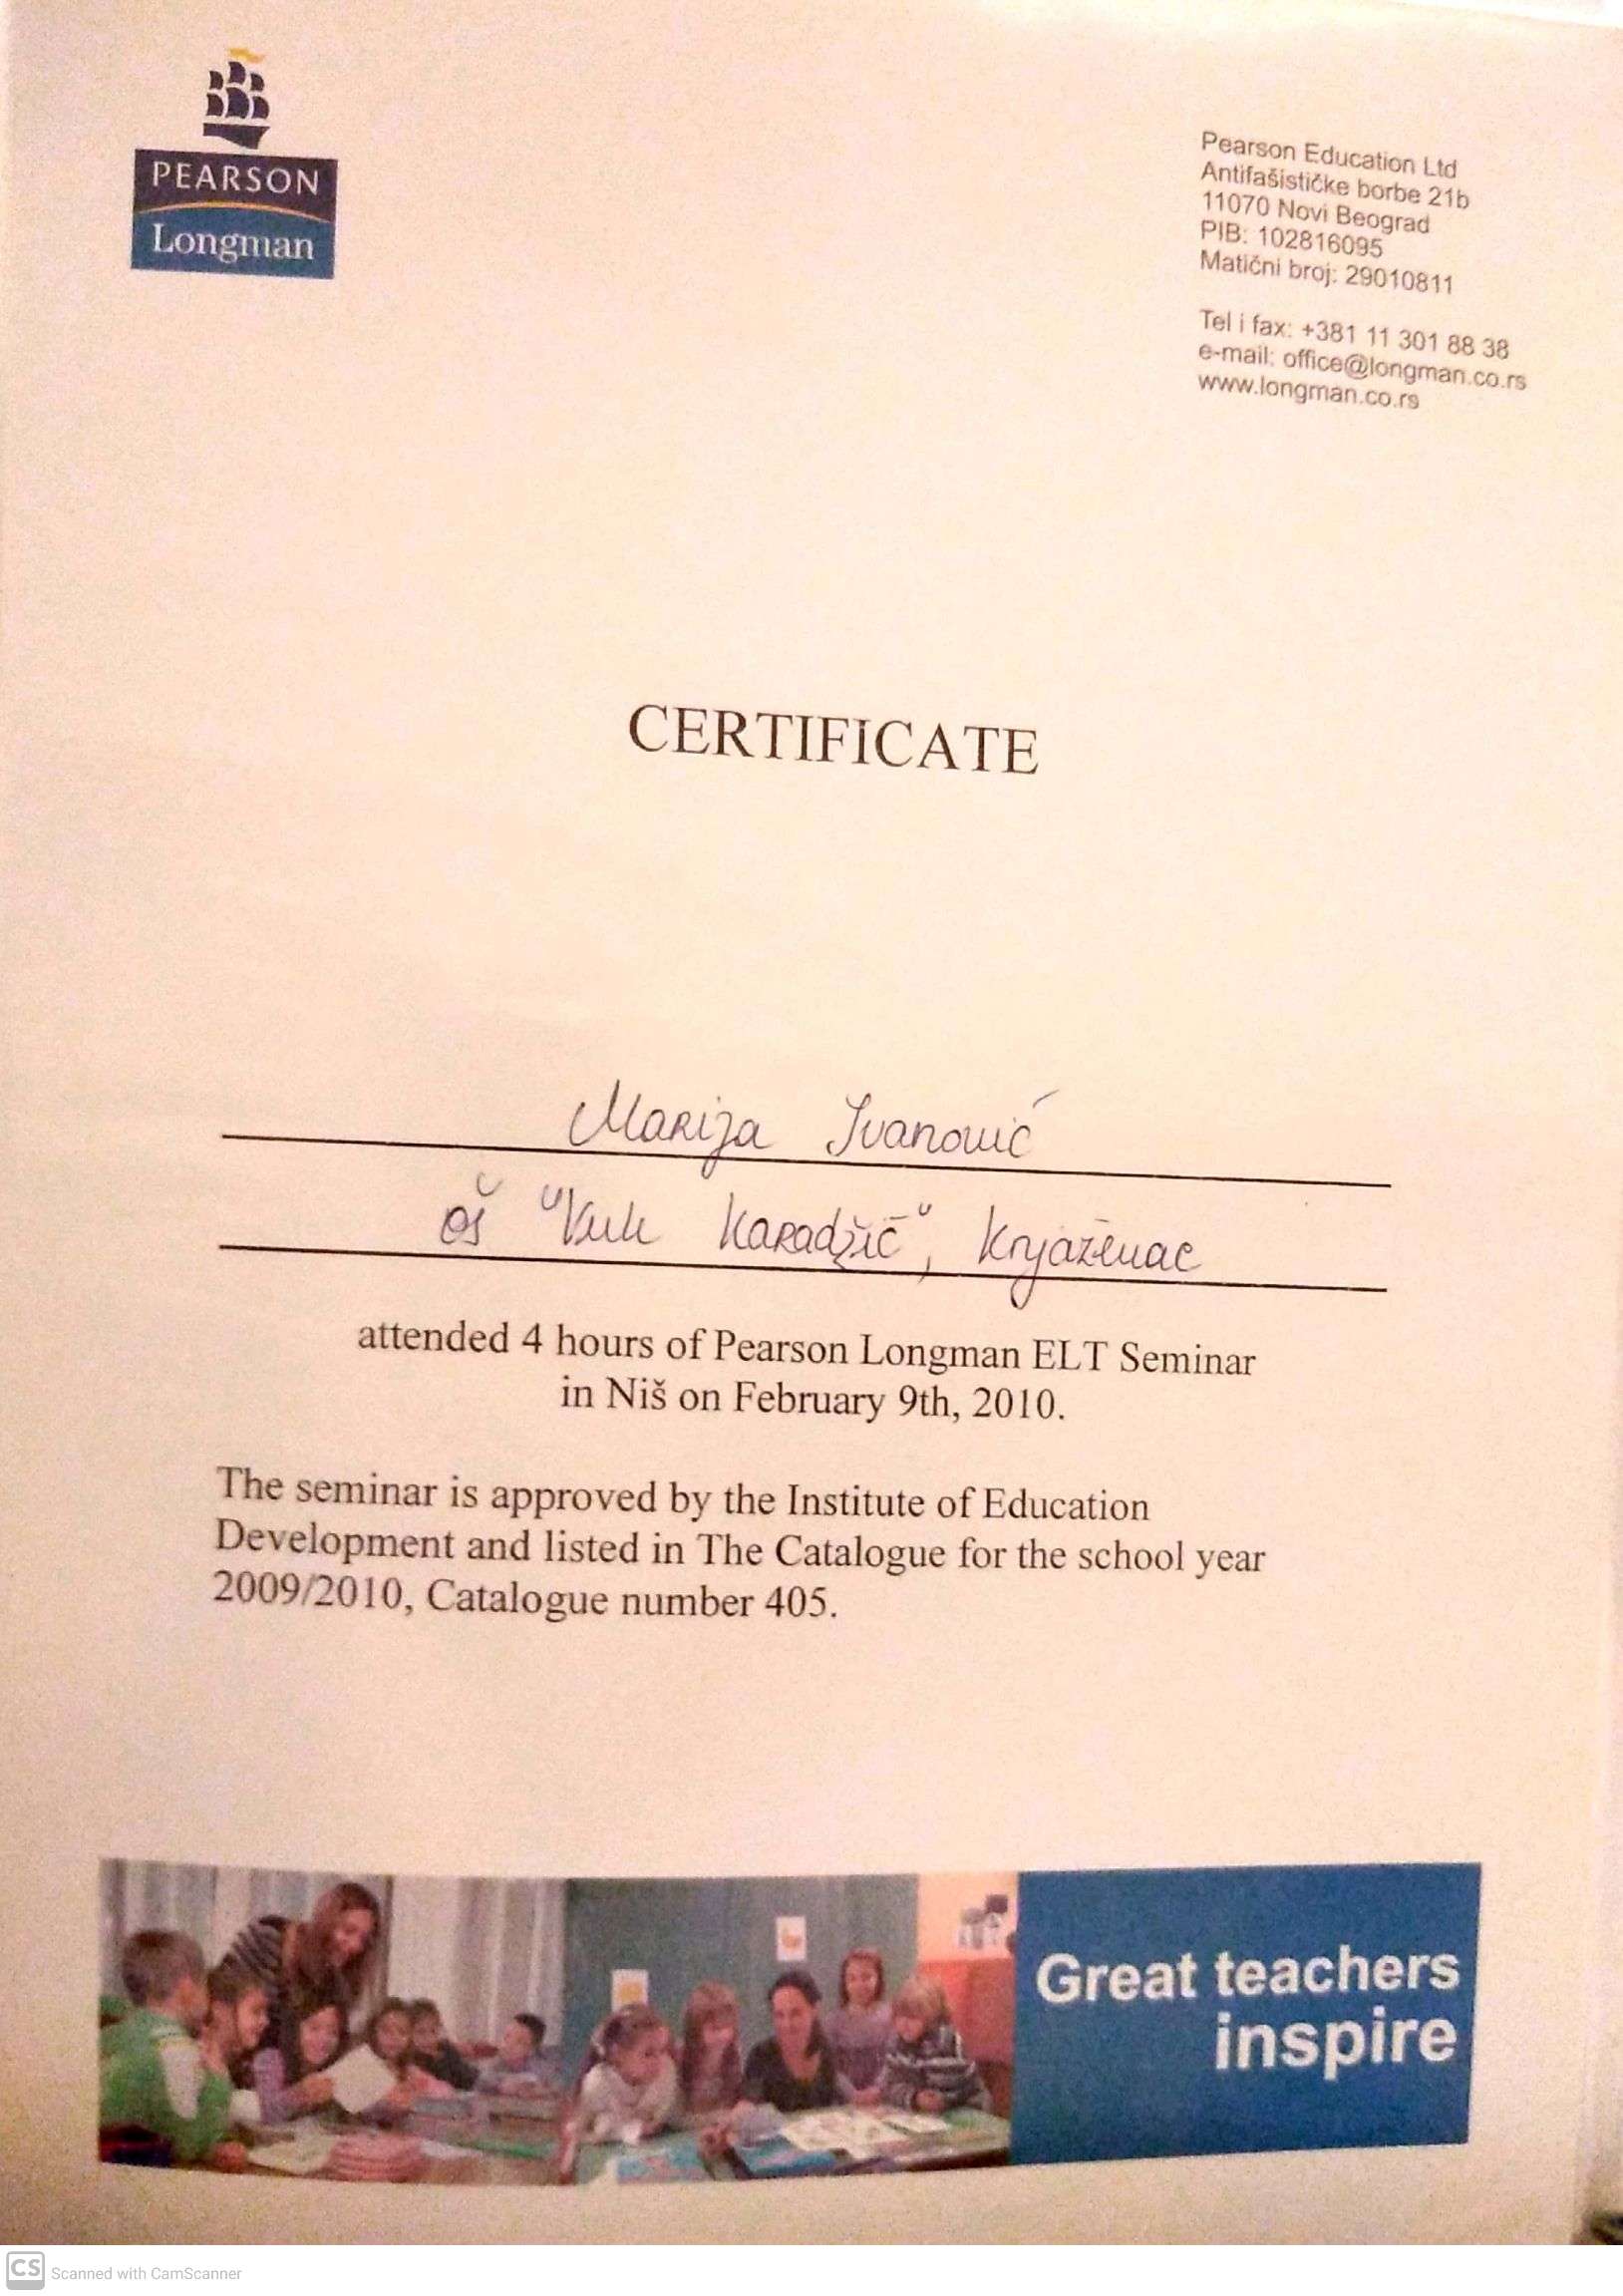 PEARSON
Longman
Pearson Education Ltd
Antifašističke borbe 21b
11070 Novi Beograd
PIB: 102816095
Matični broj: 29010811
Tel i fax: +381 11 301 88 38
e-mail: office@longman.co.rs
www.longman.co.rs
CERTIFICATE
Marija Ivanović
OŠ "Vuk Karadžić", Knjaževac
attended 4 hours of Pearson Longman ELT Seminar
in Niš on February 9th, 2010.
The seminar is approved by the Institute of Education
Development and listed in The Catalogue for the school year
2009/2010, Catalogue number 405.
Great teachers
inspire
CS Scanned with CamScanner